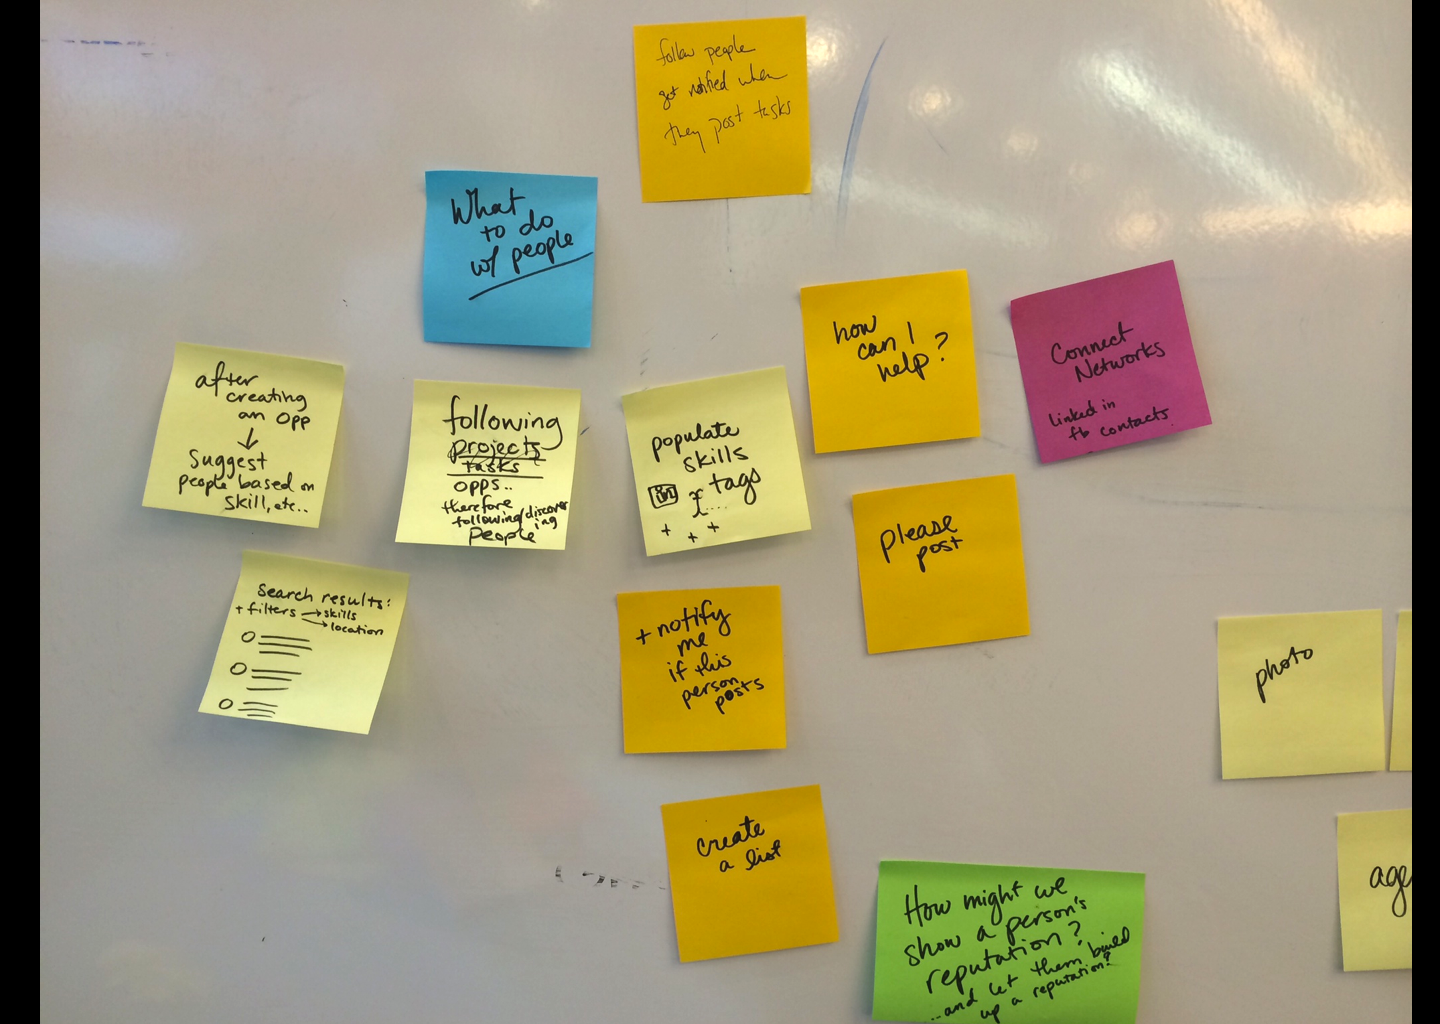 follow people
get notified when
they post tasks
What
to do
w/ people
how
can I
help?
Connect
Networks
linked in
fb contacts
after
creating
an opp
↓
Suggest
people based on
skill, etc..
following
projects
tasks
opps..
therefore
following/discovering
people
populate
skills
in
tags
+ + +
please
post
Search results:
+ filters → skills
→ location
+ notify
me
if this
person
posts
photo
create
a list
How might we
show a person's
reputation?
...and let them build
up a reputation?